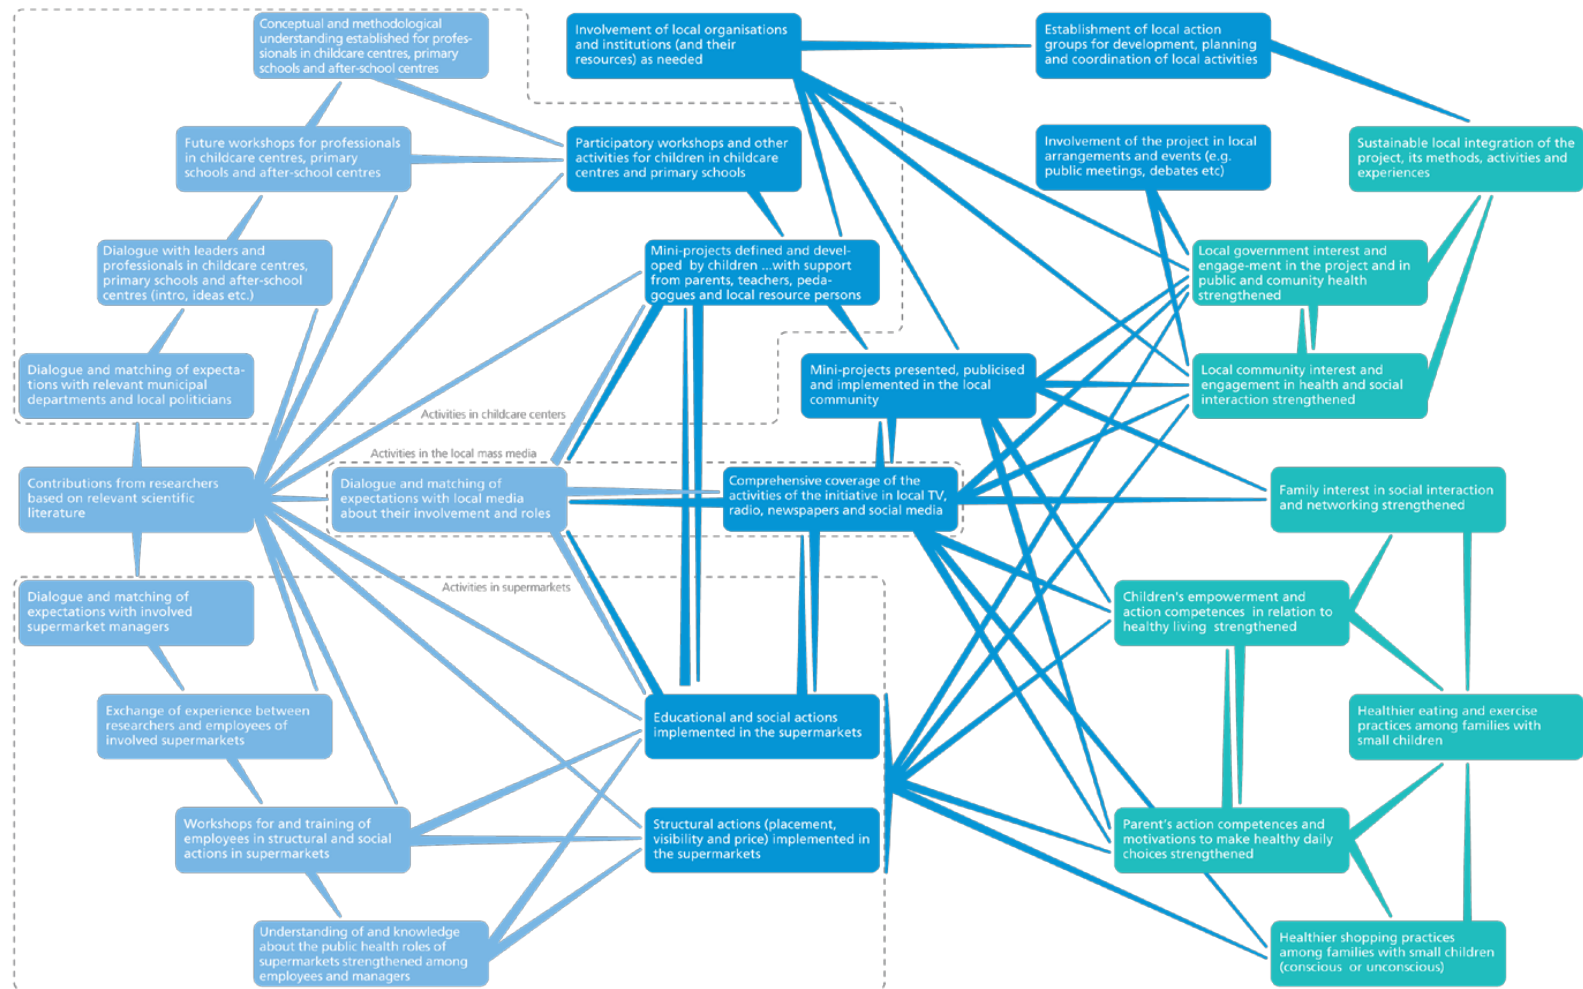 Conceptual and methodological
understanding established for profes-
sionals in childcare centres, primary
schools and after-school centres
Involvement of local organisations
and institutions (and their
resources) as needed
Establishment of local action
groups for development, planning
and coordination of local activities
Future workshops for professionals
in childcare centres, primary
schools and after-school centres
Participatory workshops and other
activities for children in childcare
centres and primary schools
Involvement of the project in local
arrangements and events (e.g.
public meetings, debates etc)
Sustainable local integration of the
project, its methods, activities and
experiences
Dialogue with leaders and
professionals in childcare centres,
primary schools and after-school
centres (intro, ideas etc.)
Mini-projects defined and devel-
oped by children ...with support
from parents, teachers, peda-
gogues and local resource persons
Local government interest and
engage-ment in the project and in
public and comunity health
strengthened
Dialogue and matching of expecta-
tions with relevant municipal
departments and local politicians
Mini-projects presented, publicised
and implemented in the local
community
Local community interest and
engagement in health and social
interaction strengthened
Activities in childcare centers
Activities in the local mass media
Contributions from researchers
based on relevant scientific
literature
Dialogue and matching of
expectations with local media
about their involvement and roles
Comprehensive coverage of the
activities of the initiative in local TV,
radio, newspapers and social media
Family interest in social interaction
and networking strengthened
Activities in supermarkets
Dialogue and matching of
expectations with involved
supermarket managers
Children's empowerment and
action competences in relation to
healthy living strengthened
Exchange of experience between
researchers and employees of
involved supermarkets
Educational and social actions
implemented in the supermarkets
Healthier eating and exercise
practices among families with
small children
Workshops for and training of
employees in structural and social
actions in supermarkets
Structural actions (placement,
visibility and price) implemented in
the supermarkets
Parent's action competences and
motivations to make healthy daily
choices strengthened
Understanding of and knowledge
about the public health roles of
supermarkets strengthened among
employees and managers
Healthier shopping practices
among families with small children
(conscious or unconscious)